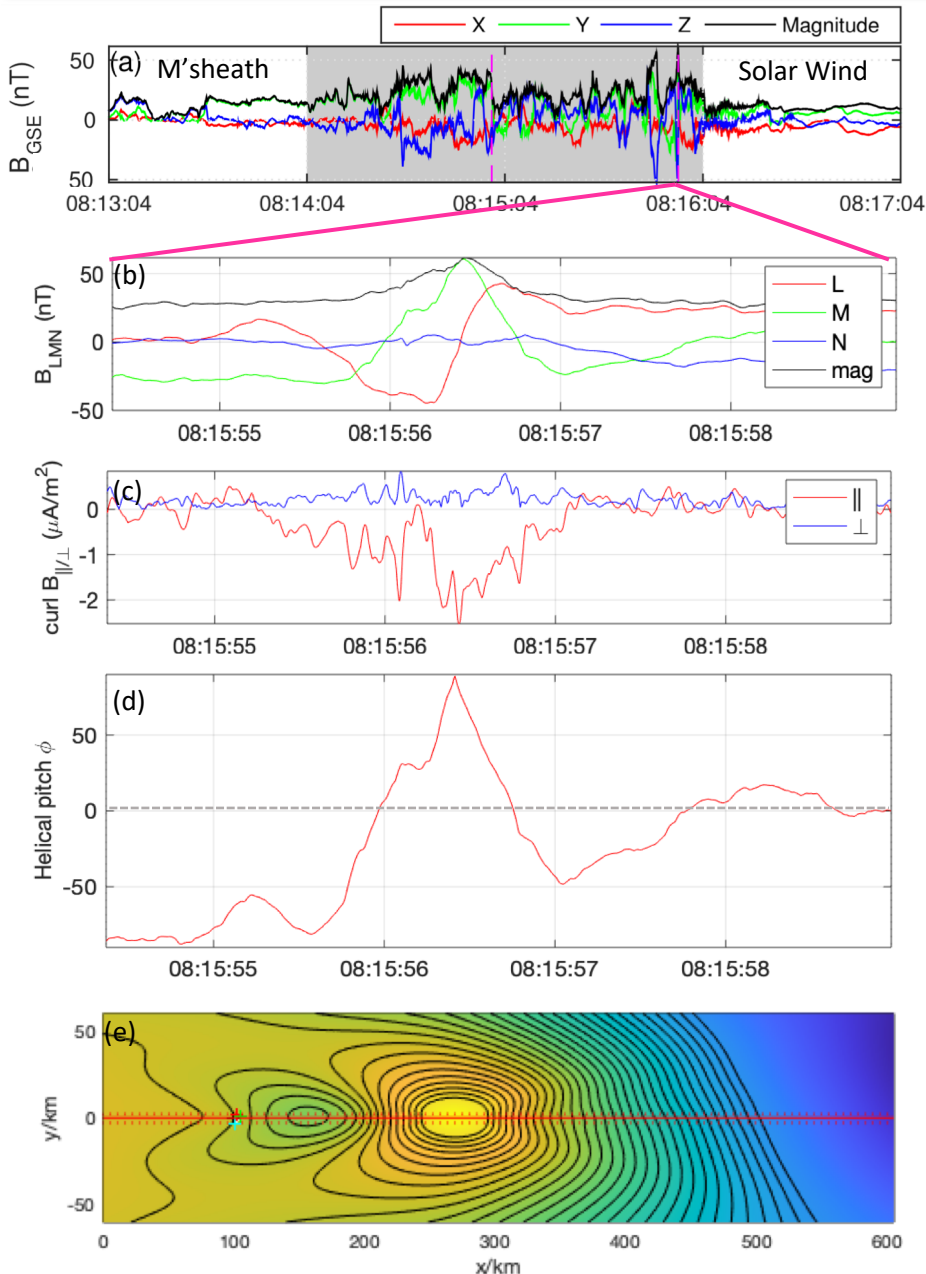 X Y Z Magnitude
(a) M'sheath Solar Wind
B_GSE (nT)
50
0
50
08:13:04 08:14:04 08:15:04 08:16:04 08:17:04
(b)
B_LMN (nT)
50
0
-50
L
M
N
mag
08:15:55 08:15:56 08:15:57 08:15:58
(c)
curl B_||/⊥ (μA/m²)
0
-1
-2
||
⊥
08:15:55 08:15:56 08:15:57 08:15:58
(d)
Helical pitch ϕ
50
0
-50
08:15:55 08:15:56 08:15:57 08:15:58
(e)
y/km
50
0
-50
0 100 200 300 400 500 600
x/km